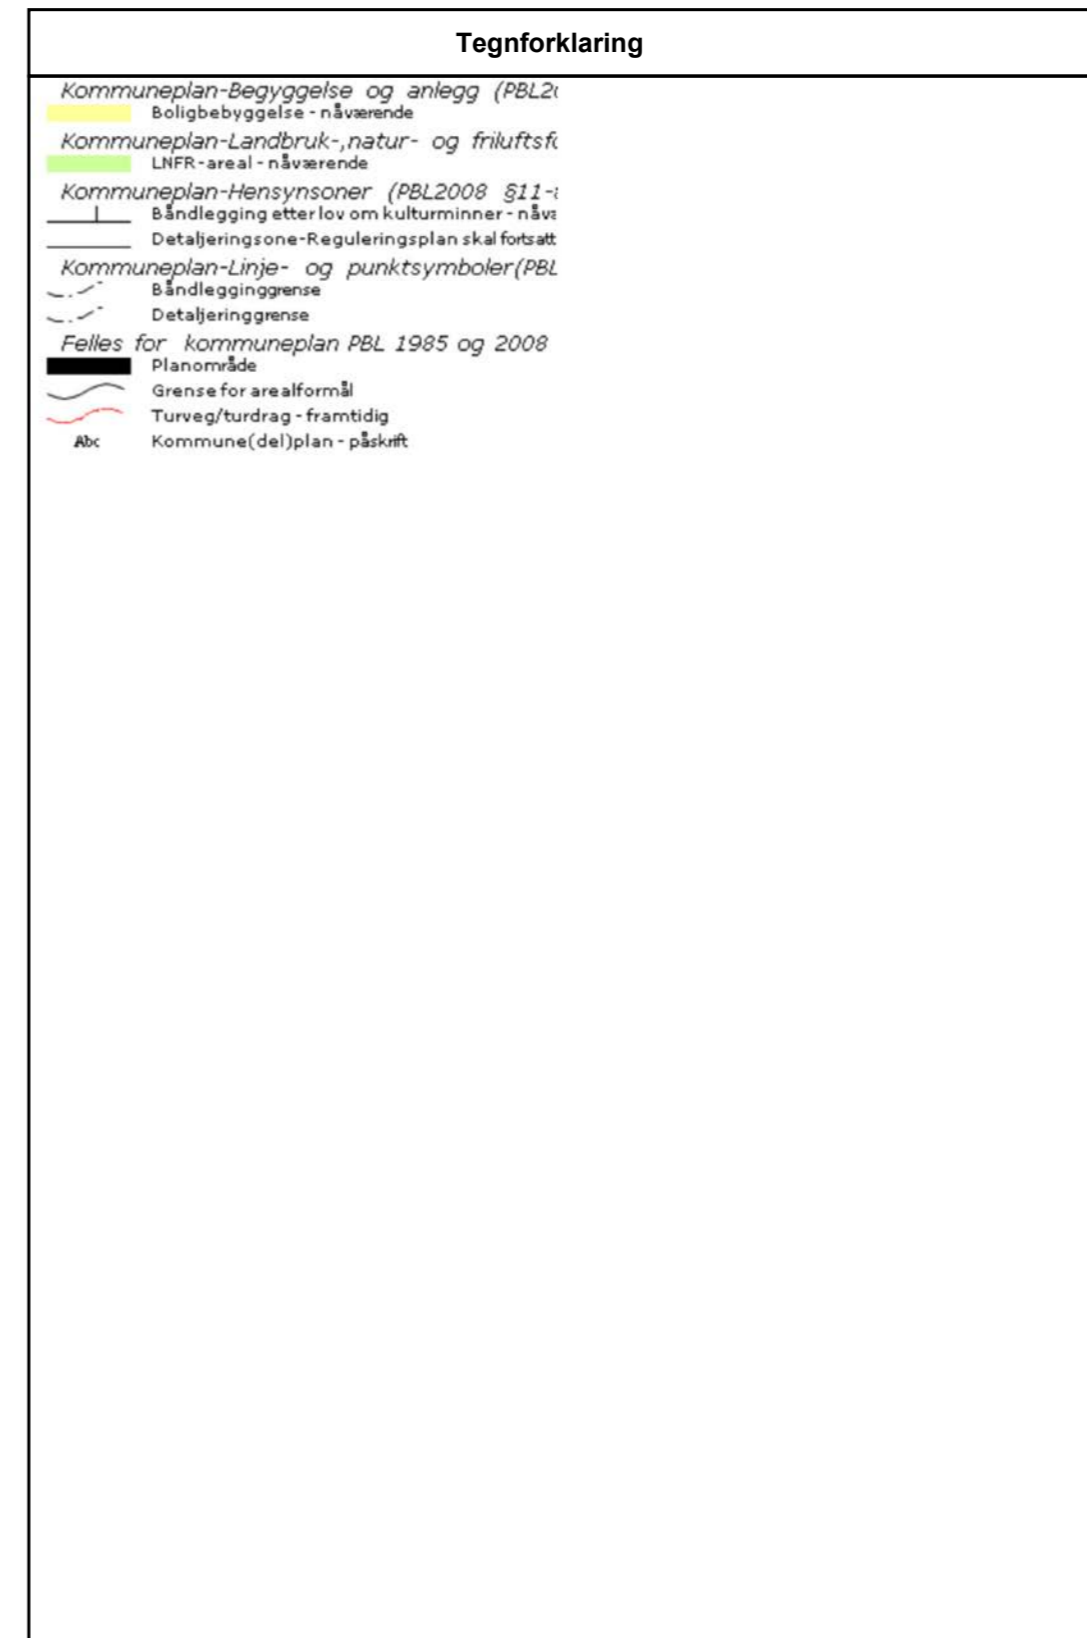 Tegnforklaring
Kommuneplan-Begyggelse og anlegg (PBL2
Boligbebyggelse - nåværende
Kommuneplan-Landbruk-,natur- og friluftsfo
LNFR-areal - nåværende
Kommuneplan-Hensynsoner (PBL2008 §11-
Båndlegging etter lov om kulturminner - nåvæ
Detaljeringsone-Reguleringsplan skal fortsatt
Kommuneplan-Linje- og punktsymboler(PBL
Båndlegginggrense
Detaljeringgrense
Felles for kommuneplan PBL 1985 og 2008
Planområde
Grense for arealformål
Turveg/turdrag - framtidig
Abc Kommune(del)plan - påskrift